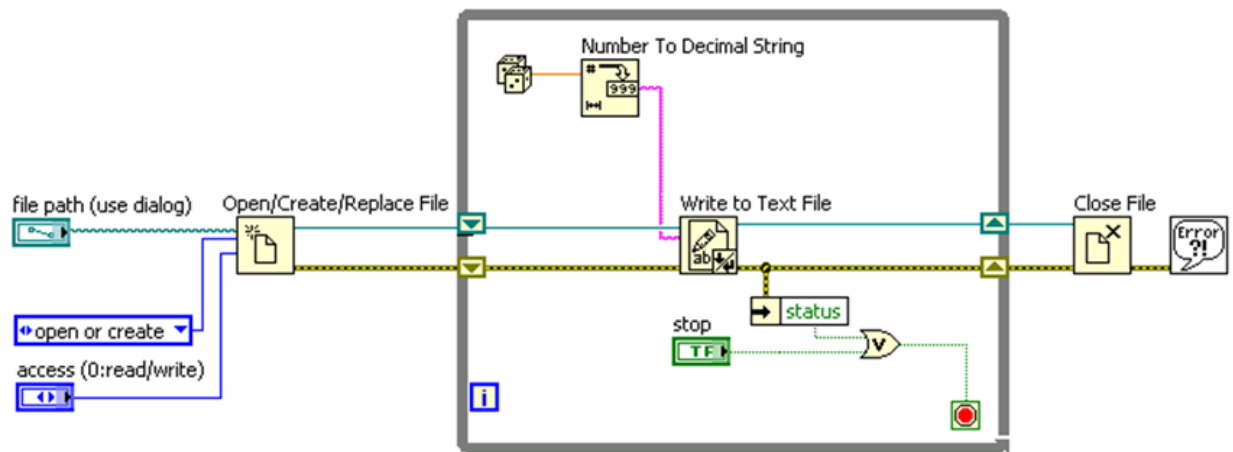 Number To Decimal String
#
999
file path (use dialog)
Open/Create/Replace File
Write to Text File
Close File
Error
?!
ab
open or create
status
stop
TF
V
access (0:read/write)
i